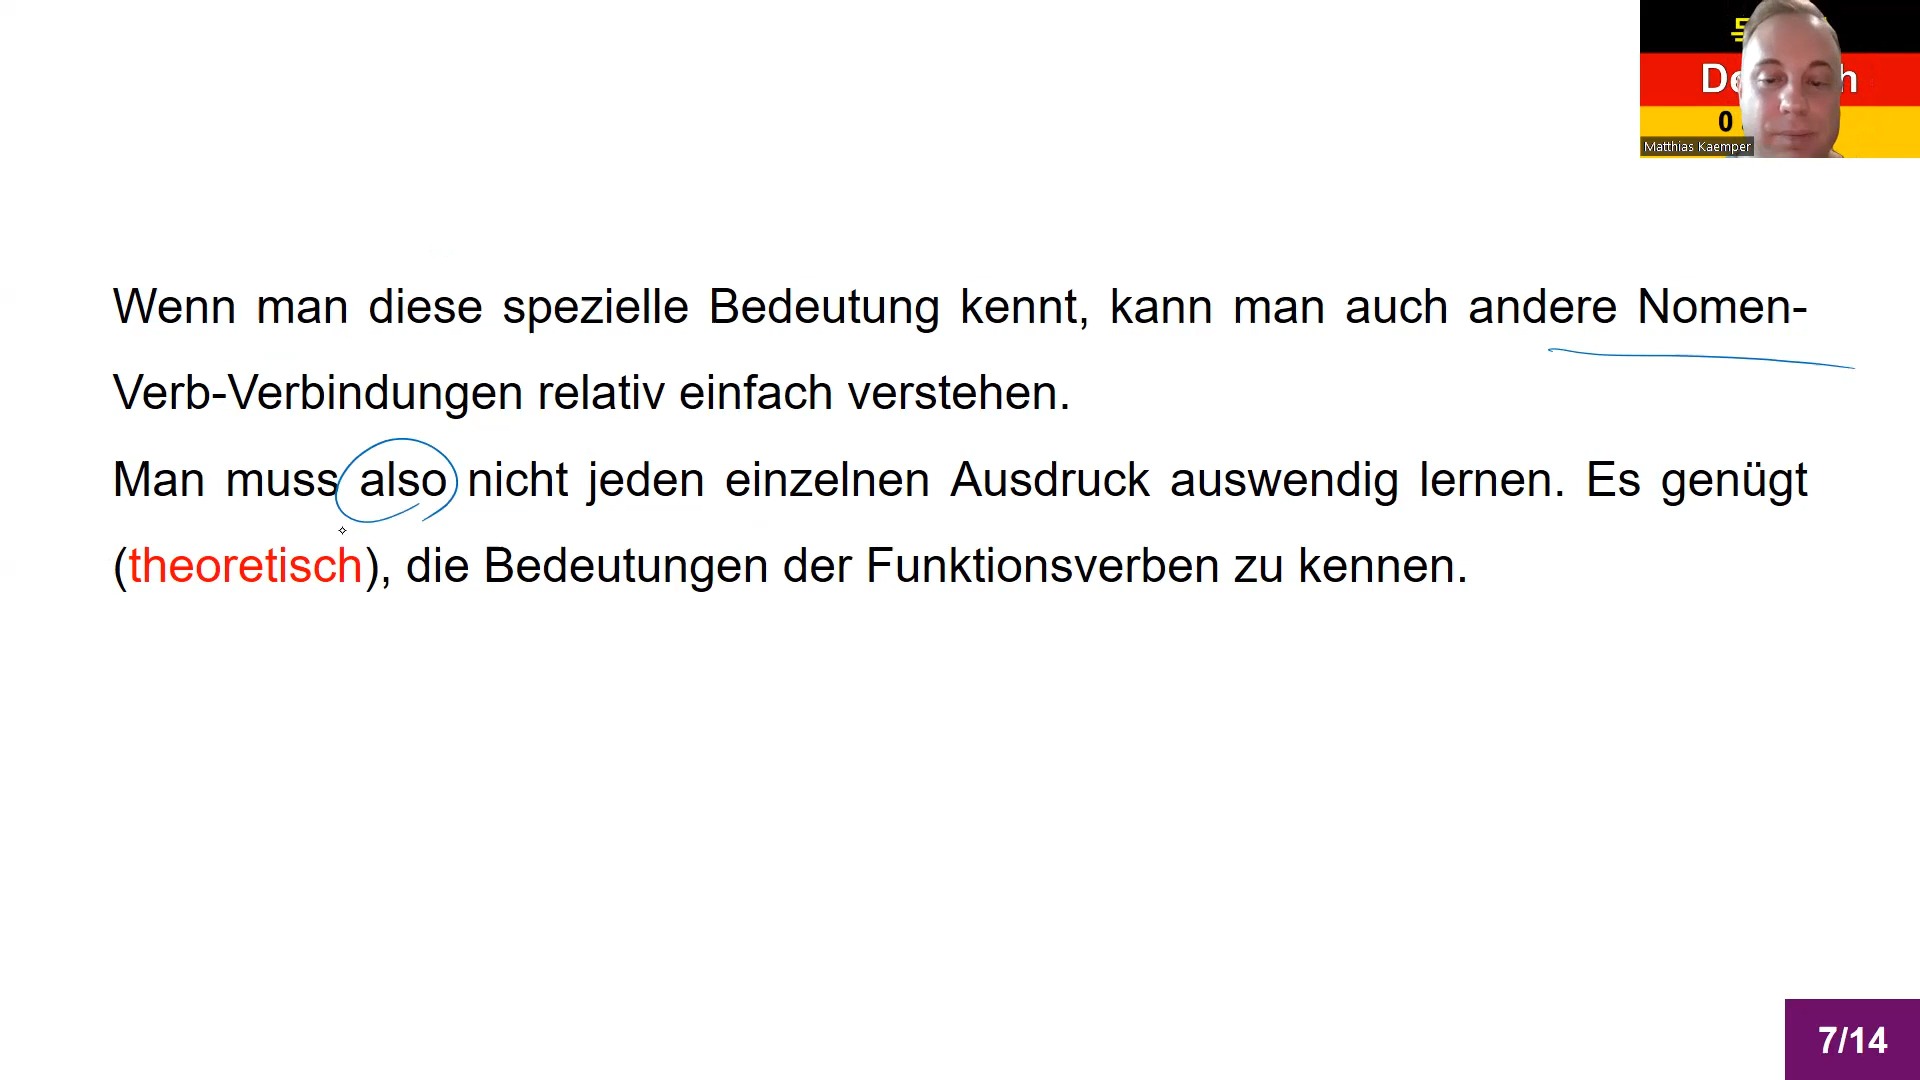 Matthias Kaemper
Wenn man diese spezielle Bedeutung kennt, kann man auch andere Nomen-
Verb-Verbindungen relativ einfach verstehen.
Man muss also nicht jeden einzelnen Ausdruck auswendig lernen. Es genügt
(theoretisch), die Bedeutungen der Funktionsverben zu kennen.
7/14